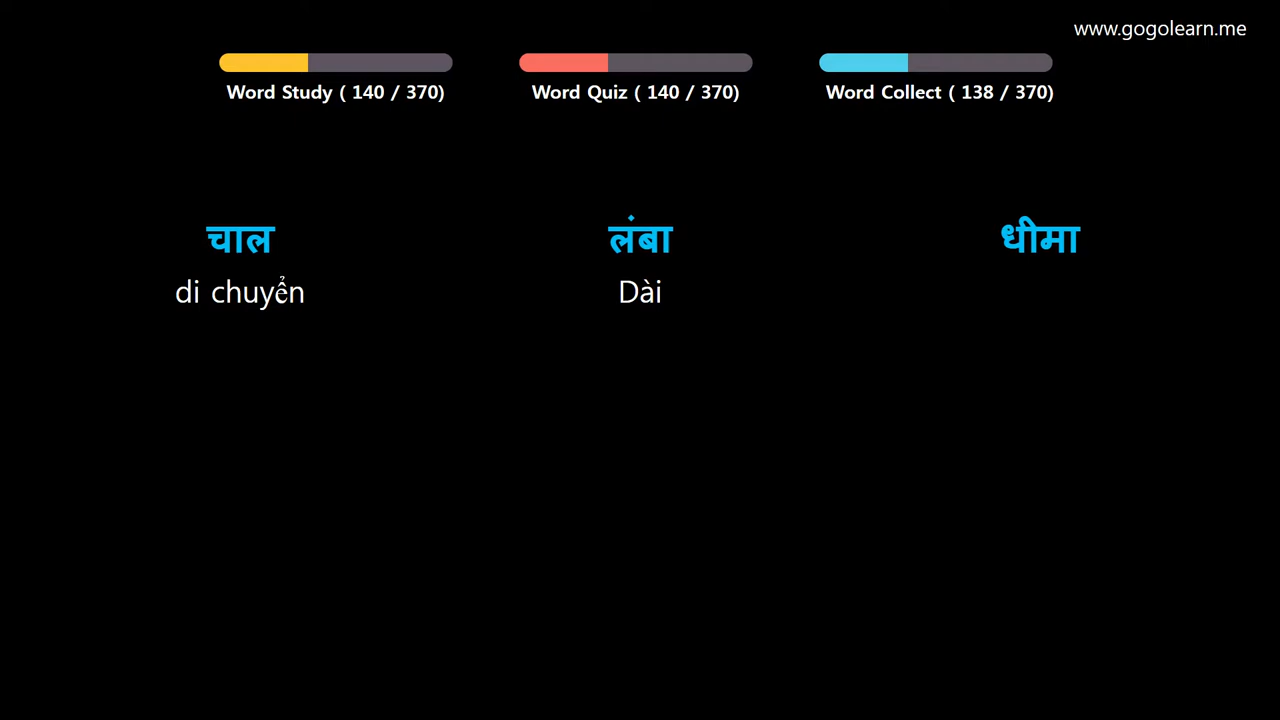 www.gogolearn.me
Word Study ( 140 / 370)
Word Quiz ( 140 / 370)
Word Collect ( 138 / 370)
चाल
लंबा
धीमा
di chuyển
Dài